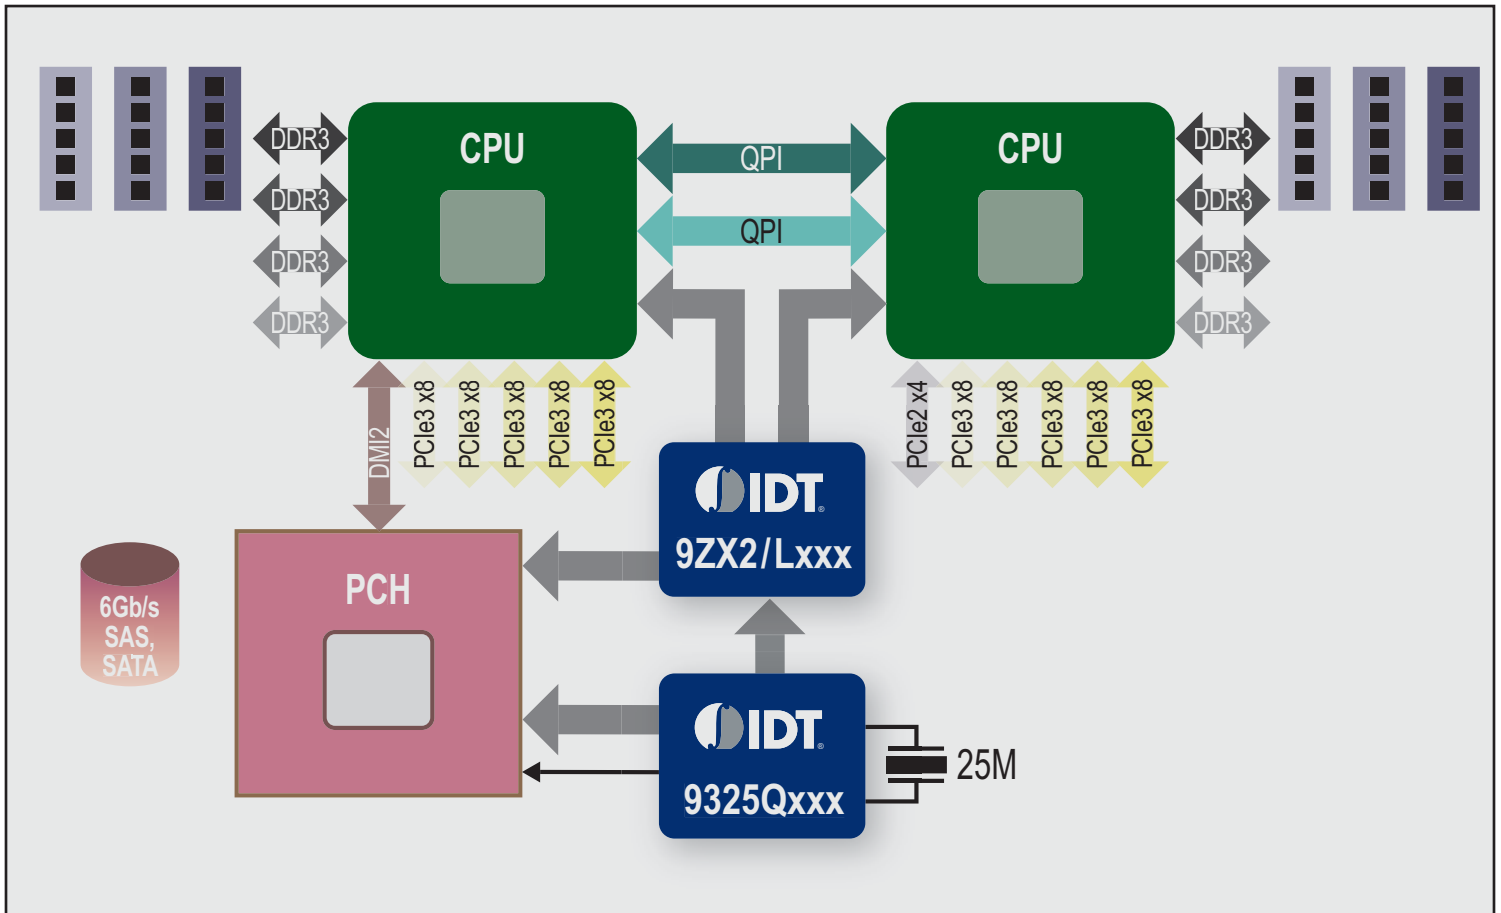 CPU
CPU
DDR3
DDR3
DDR3
DDR3
QPI
QPI
DDR3
DDR3
DDR3
DDR3
DMI2
PCIe3 x8
PCIe3 x8
PCIe3 x8
PCIe3 x8
PCIe3 x8
PCIe2 x4
PCIe3 x8
PCIe3 x8
PCIe3 x8
PCIe3 x8
PCIe3 x8
IDT®
9ZX2/Lxxx
PCH
6Gb/s
SAS,
SATA
IDT®
9325Qxxx
25M